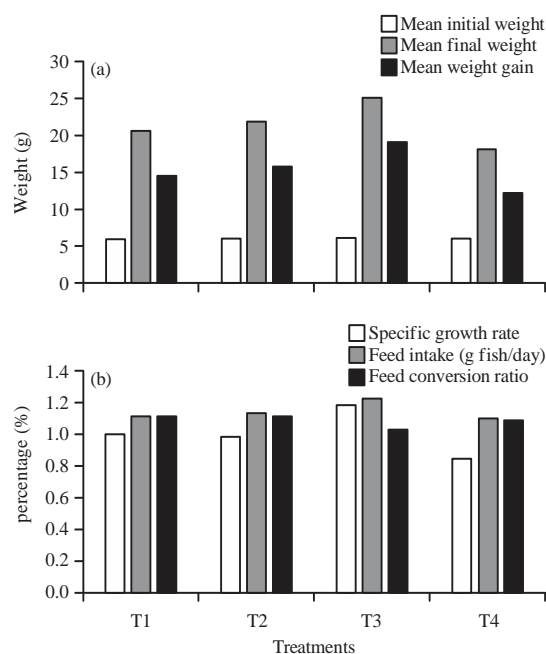 Mean initial weight
Mean final weight
Mean weight gain
(a)
30
25
20
15
10
5
0
Weight (g)
Specific growth rate
Feed intake (g fish/day)
Feed conversion ratio
(b)
1.4
1.2
1.0
0.8
0.6
0.4
0.2
0.0
percentage (%)
T1 T2 T3 T4
Treatments